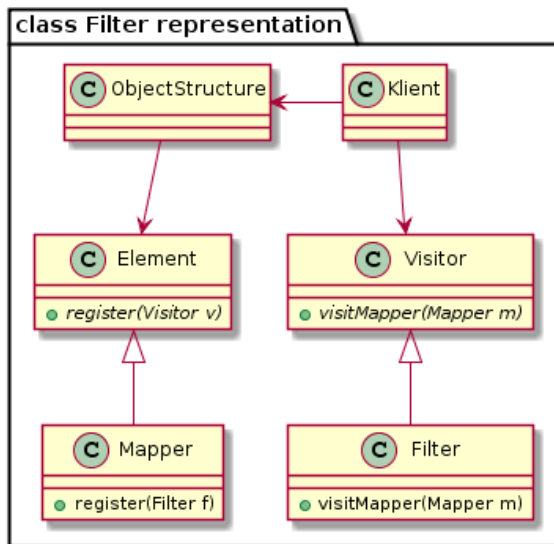 class Filter representation
C ObjectStructure
C Klient
C Element
register(Visitor v)
C Visitor
visitMapper(Mapper m)
C Mapper
register(Filter f)
C Filter
visitMapper(Mapper m)